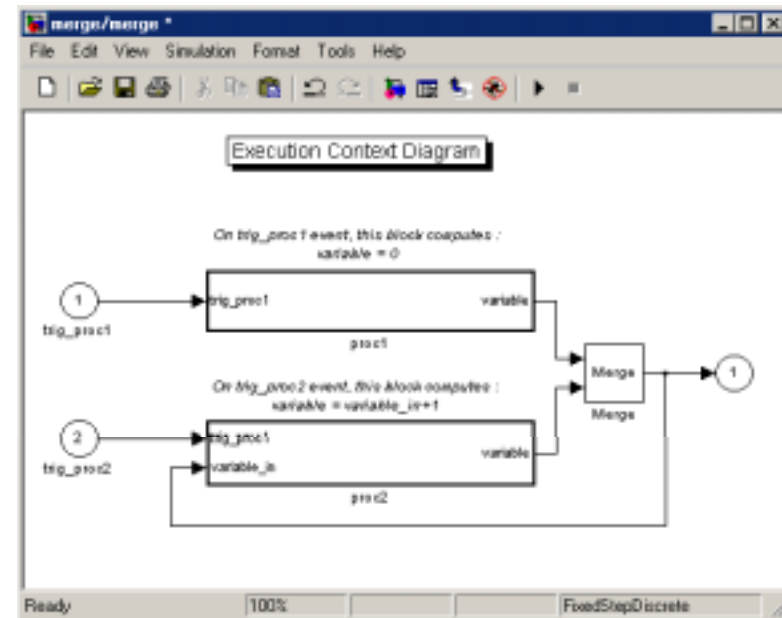 merge/merge *
File Edit View Simulation Format Tools Help
Execution Context Diagram
On trig_proc1 event, this block computes :
variable = 0
1
trig_proc1
trig_proc1
variable
proc1
On trig_proc2 event, this block computes :
variable = variable_in+1
2
trig_proc2
trig_proc1
variable_in
variable
proc2
Merge
Merge
1
Ready
100%
FixedStepDiscrete